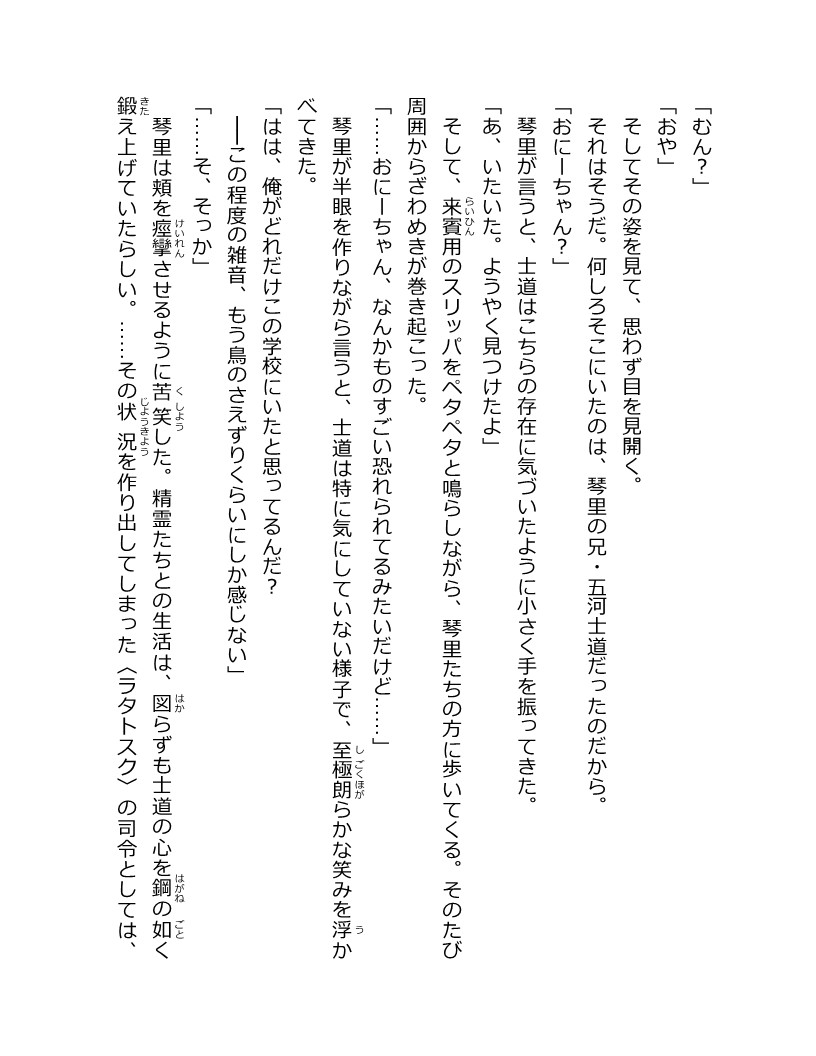 「むん？」
「おや」
　そしてその姿を見て、思わず目を見開く。
　それはそうだ。何しろそこにいたのは、琴里の兄・五河士道だったのだから。
「おにーちゃん？」
　琴里が言うと、士道はこちらの存在に気づいたように小さく手を振ってきた。
「あ、いたいた。ようやく見つけたよ」
　そして、来賓用のスリッパをペタペタと鳴らしながら、琴里たちの方に歩いてくる。そのたび
周囲からざわめきが巻き起こった。
「……おにーちゃん、なんかものすごい恐れられてるみたいだけど……」
　琴里が半眼を作りながら言うと、士道は特に気にしていない様子で、至極朗らかな笑みを浮か
べてきた。
「はは、俺がどれだけこの学校にいたと思ってるんだ？
　──この程度の雑音、もう鳥のさえずりくらいにしか感じない」
「……そ、そっか」
　琴里は頬を痙攣させるように苦笑した。精霊たちとの生活は、図らずも士道の心を鋼の如く
鍛え上げていたらしい。……その状況を作り出してしまった〈ラタトスク〉の司令としては、